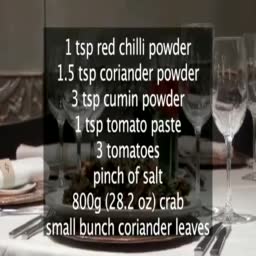 1 tsp red chilli powder
1.5 tsp coriander powder
3 tsp cumin powder
1 tsp tomato paste
3 tomatoes
pinch of salt
800g (28.2 oz) crab
small bunch coriander leaves